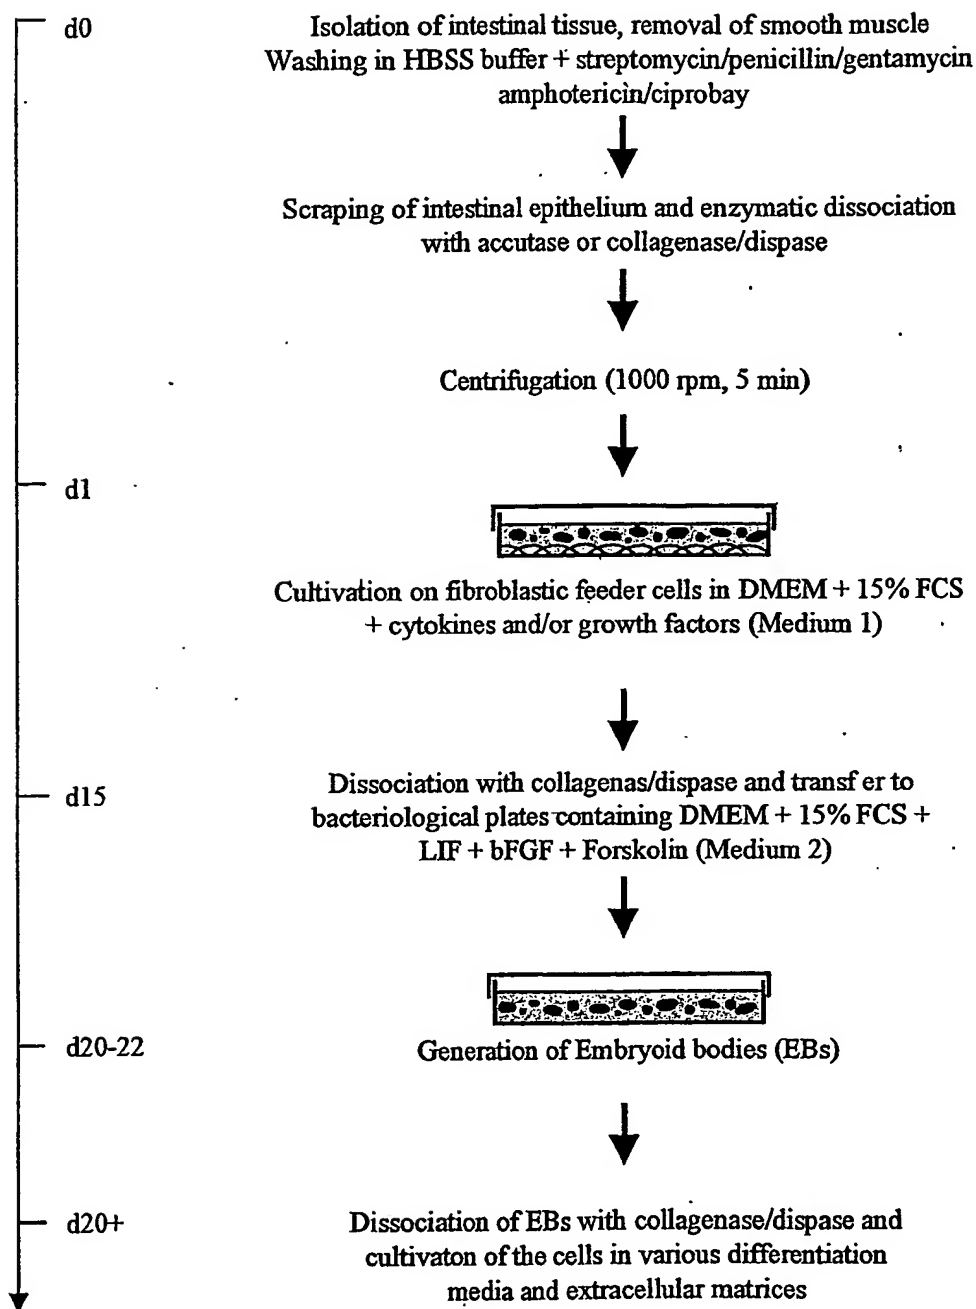 d0
Isolation of intestinal tissue, removal of smooth muscle
Washing in HBSS buffer + streptomycin/penicillin/gentamycin
amphotericin/ciprobay
Scraping of intestinal epithelium and enzymatic dissociation
with accutase or collagenase/dispase
Centrifugation (1000 rpm, 5 min)
d1
Cultivation on fibroblastic feeder cells in DMEM + 15% FCS
+ cytokines and/or growth factors (Medium 1)
d15
Dissociation with collagenas/dispase and transfer to
bacteriological plates containing DMEM + 15% FCS +
LIF + bFGF + Forskolin (Medium 2)
d20-22
Generation of Embryoid bodies (EBs)
d20+
Dissociation of EBs with collagenase/dispase and
cultivaton of the cells in various differentiation
media and extracellular matrices